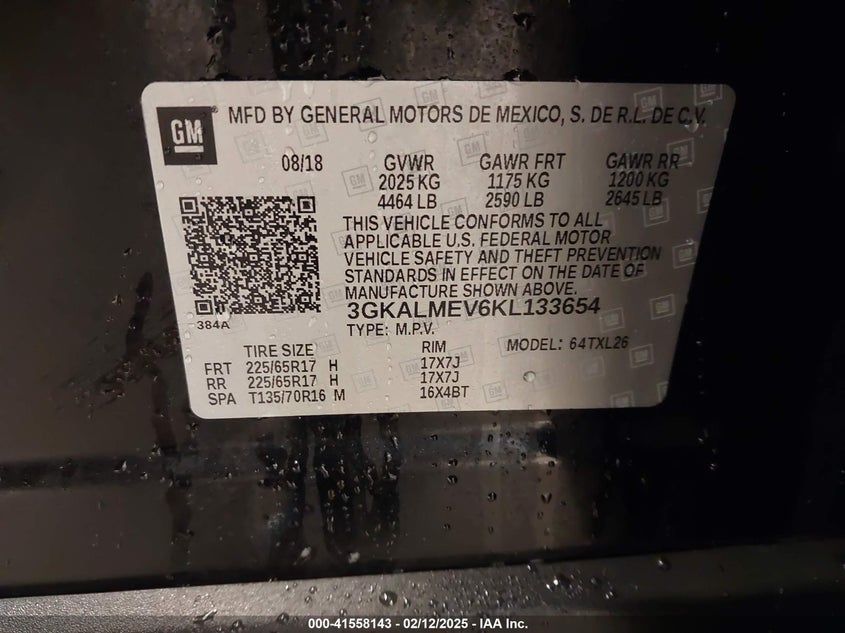 GM
MFD BY GENERAL MOTORS DE MEXICO, S. DE R.L. DE C.V.
08/18 GVWR GAWR FRT GAWR RR
2025 KG 1175 KG 1200 KG
4464 LB 2590 LB 2645 LB
THIS VEHICLE CONFORMS TO ALL
APPLICABLE U.S. FEDERAL MOTOR
VEHICLE SAFETY AND THEFT PREVENTION
STANDARDS IN EFFECT ON THE DATE OF
MANUFACTURE SHOWN ABOVE.
384A
3GKALMEV6KL133654
TYPE: M.P.V.
TIRE SIZE RIM MODEL: 64TXL26
FRT 225/65R17 H 17X7J
RR 225/65R17 H 17X7J
SPA T135/70R16 M 16X4BT
000-41558143 — 02/12/2025 — IAA Inc.